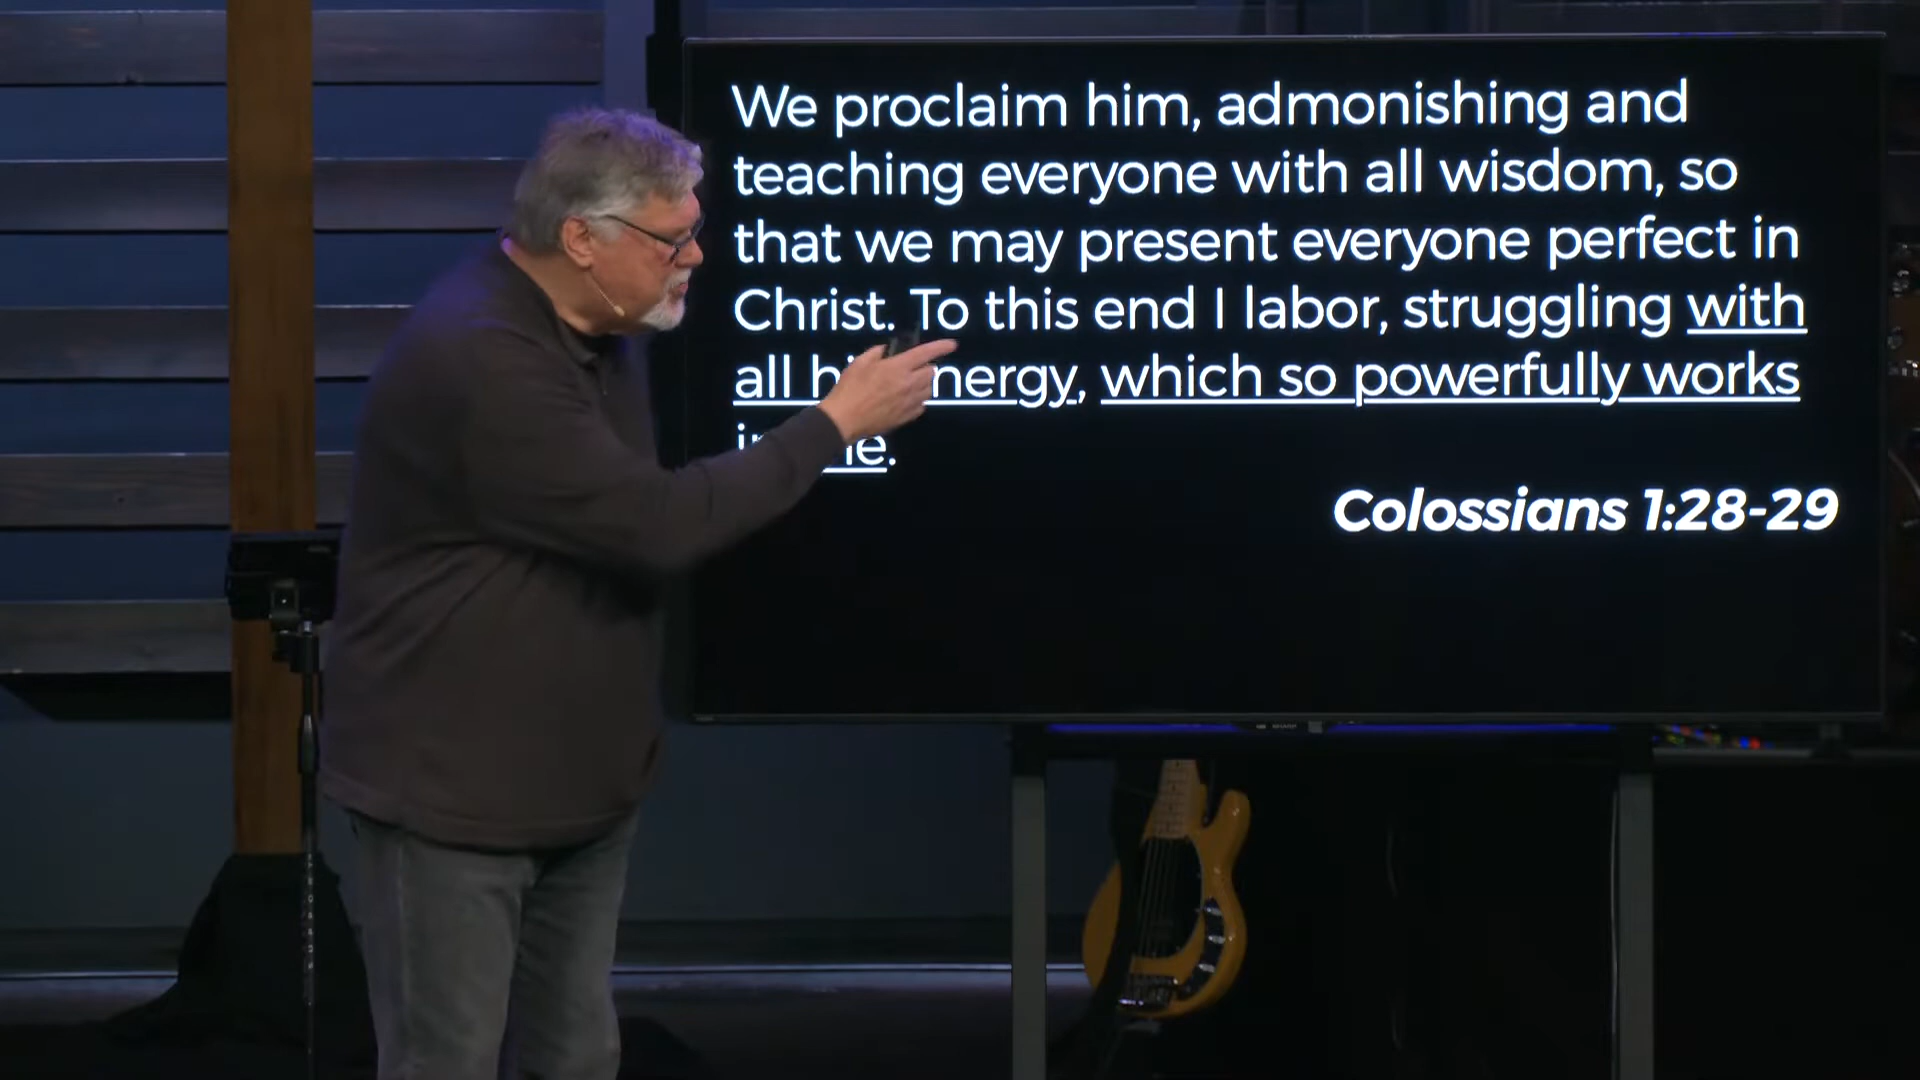 We proclaim him, admonishing and
teaching everyone with all wisdom, so
that we may present everyone perfect in
Christ. To this end I labor, struggling with
all energy, which so powerfully works
.
Colossians 1:28-29